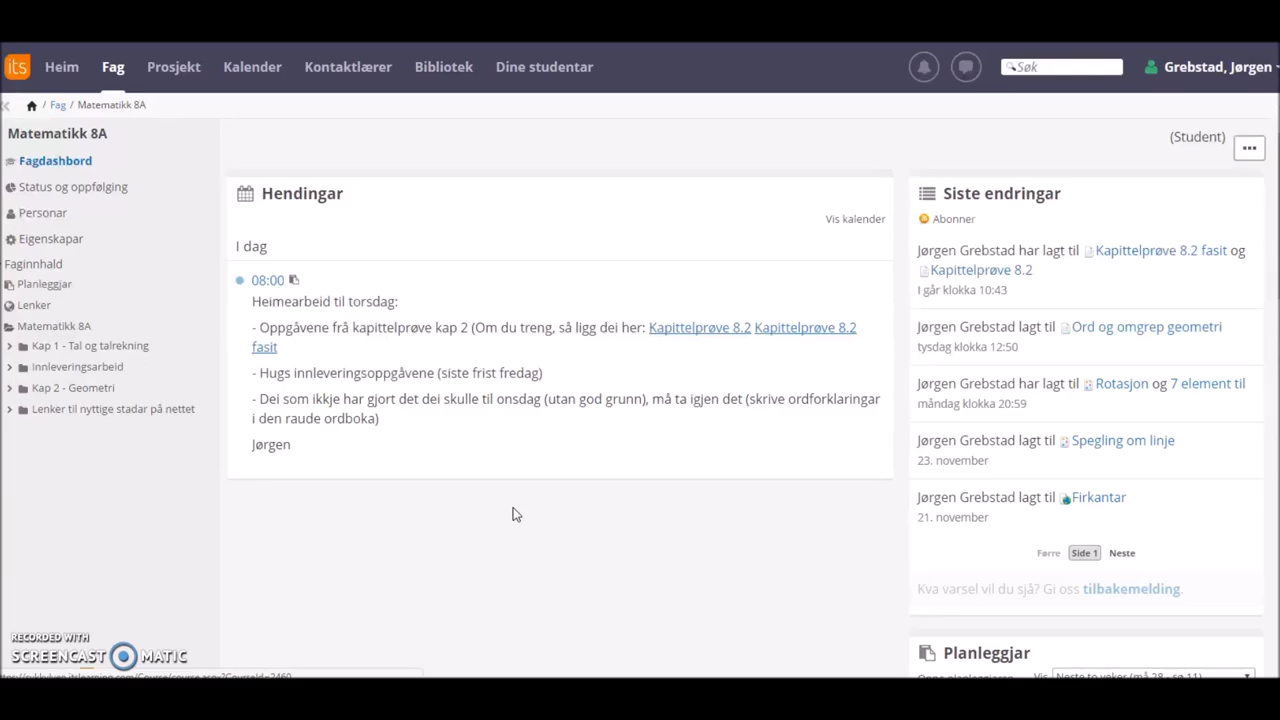 its Heim Fag Prosjekt Kalender Kontaktlærer Bibliotek Dine studentar Søk Grebstad, Jørgen
/ Fag / Matematikk 8A
Matematikk 8A
Fagdashbord
Status og oppfølging
Personar
Eigenskapar
Faginnhald
Planleggjar
Lenker
Matematikk 8A
Kap 1 - Tal og talrekning
Innleveringsarbeid
Kap 2 - Geometri
Lenker til nyttige stadar på nettet
(Student)
Hendingar
Vis kalender
I dag
08:00
Heimearbeid til torsdag:
- Oppgåvene frå kapittelprøve kap 2 (Om du treng, så ligg dei her: Kapittelprøve 8.2 Kapittelprøve 8.2
fasit
- Hugs innleveringsoppgåvene (siste frist fredag)
- Dei som ikkje har gjort det dei skulle til onsdag (utan god grunn), må ta igjen det (skrive ordforklaringar
i den raude ordboka)
Jørgen
Siste endringar
Abonner
Jørgen Grebstad har lagt til Kapittelprøve 8.2 fasit og
Kapittelprøve 8.2
I går klokka 10:43
Jørgen Grebstad lagt til Ord og omgrep geometri
tysdag klokka 12:50
Jørgen Grebstad har lagt til Rotasjon og 7 element til
måndag klokka 20:59
Jørgen Grebstad lagt til Spegling om linje
23. november
Jørgen Grebstad lagt til Firkantar
21. november
Førre Side 1 Neste
Kva varsel vil du sjå? Gi oss tilbakemelding.
Planleggjar
Vis Neste to veker (må 28 - sø 11)
RECORDED WITH
SCREENCAST MATIC